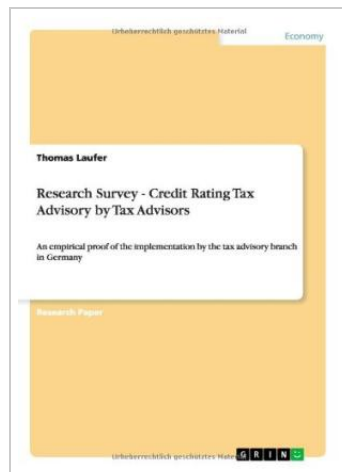 Urheberrechtlich geschütztes Material
Economy
Thomas Laufer
Research Survey - Credit Rating Tax
Advisory by Tax Advisors
An empirical proof of the implementation by the tax advisory branch
in Germany
Research Paper
GRIN
Urheberrechtlich geschütztes Material